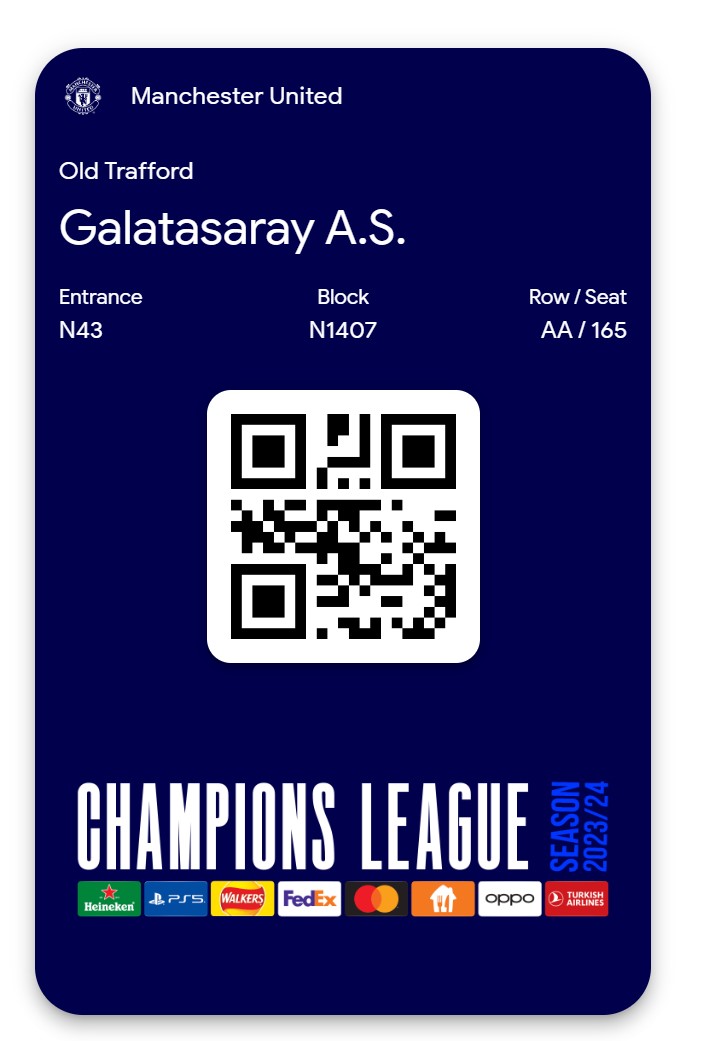 Manchester United
Old Trafford
Galatasaray A.S.
Entrance Block Row / Seat
N43 N1407 AA / 165
CHAMPIONS LEAGUE SEASON 2023/24
Heineken PS5 WALKERS FedEx oppo TURKISH AIRLINES